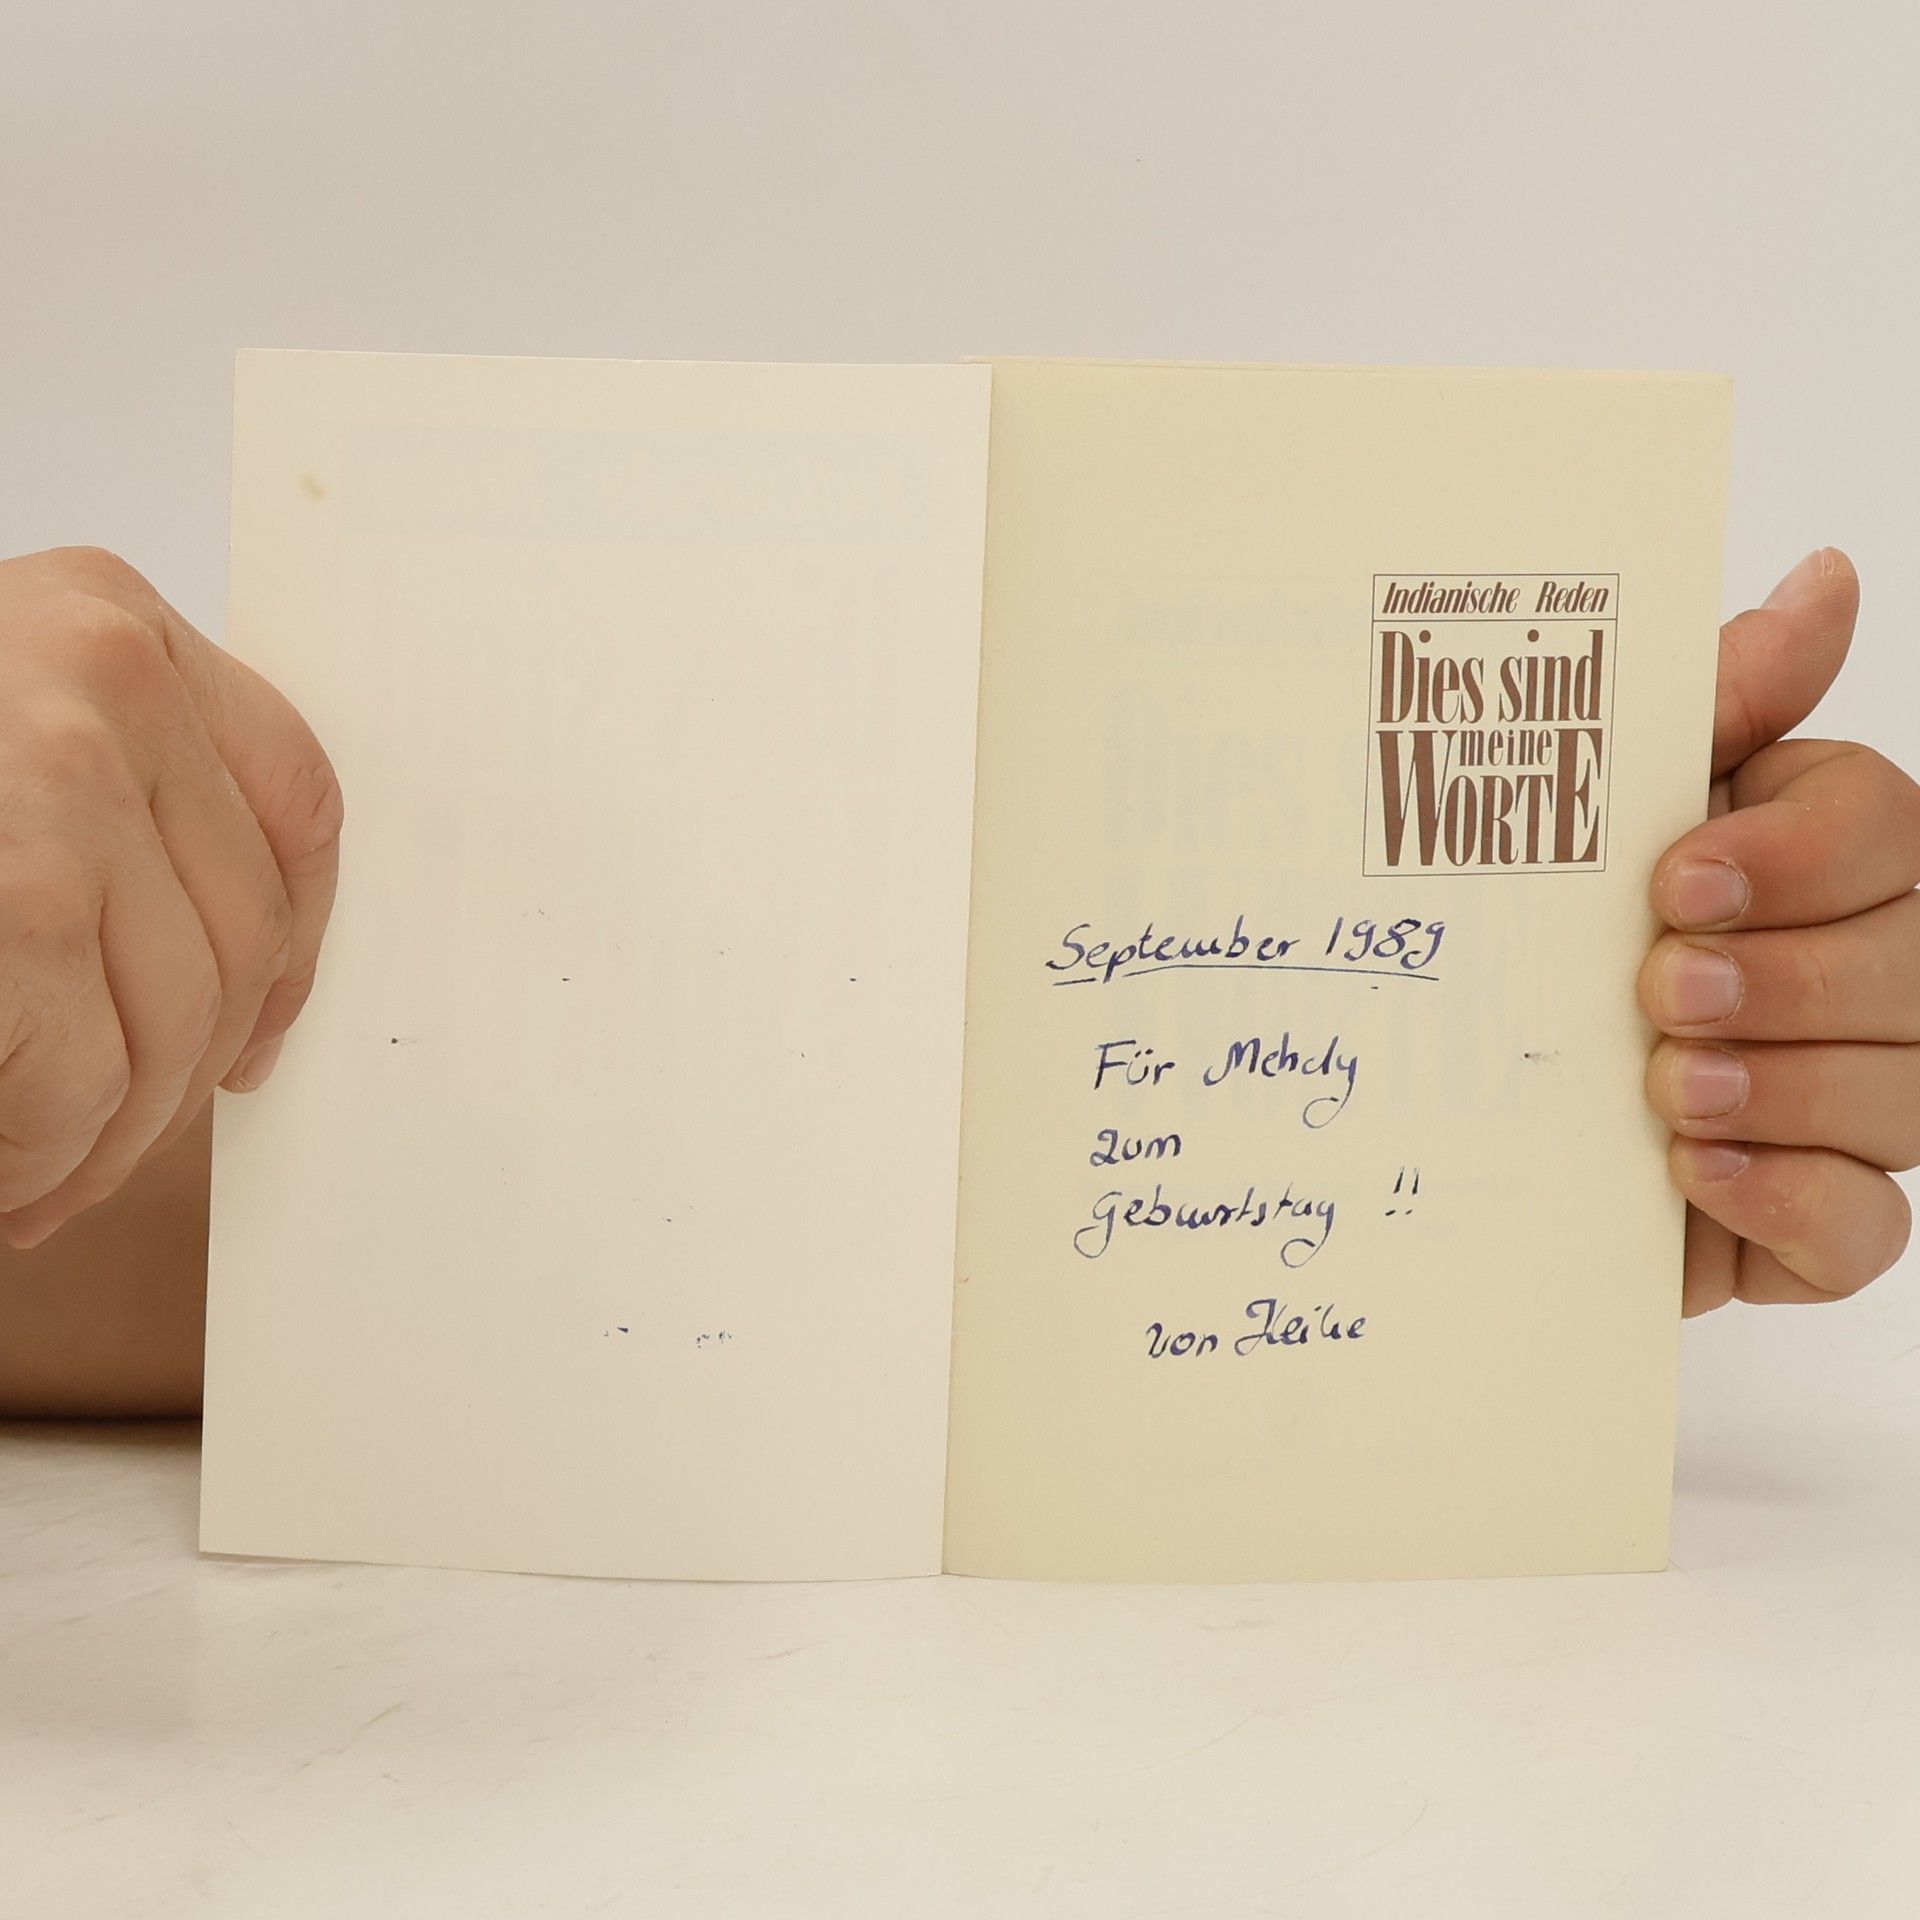 Indianische Reden
Dies sind
meine
WORTE
September 1989
Für Mehdy
zum
Geburtstag !!
von Heike